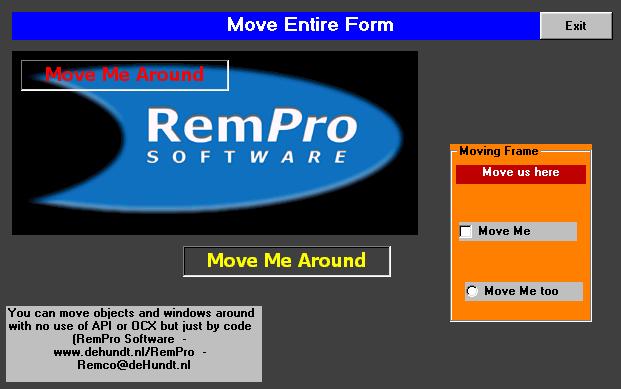 Move Entire Form
Exit
Move Me Around
RemPro
SOFTWARE
Moving Frame
Move us here
Move Me
Move Me too
Move Me Around
You can move objects and windows around
with no use of API or OCX but just by code
(RemPro Software -
www.dehundt.nl/RemPro -
Remco@deHundt.nl